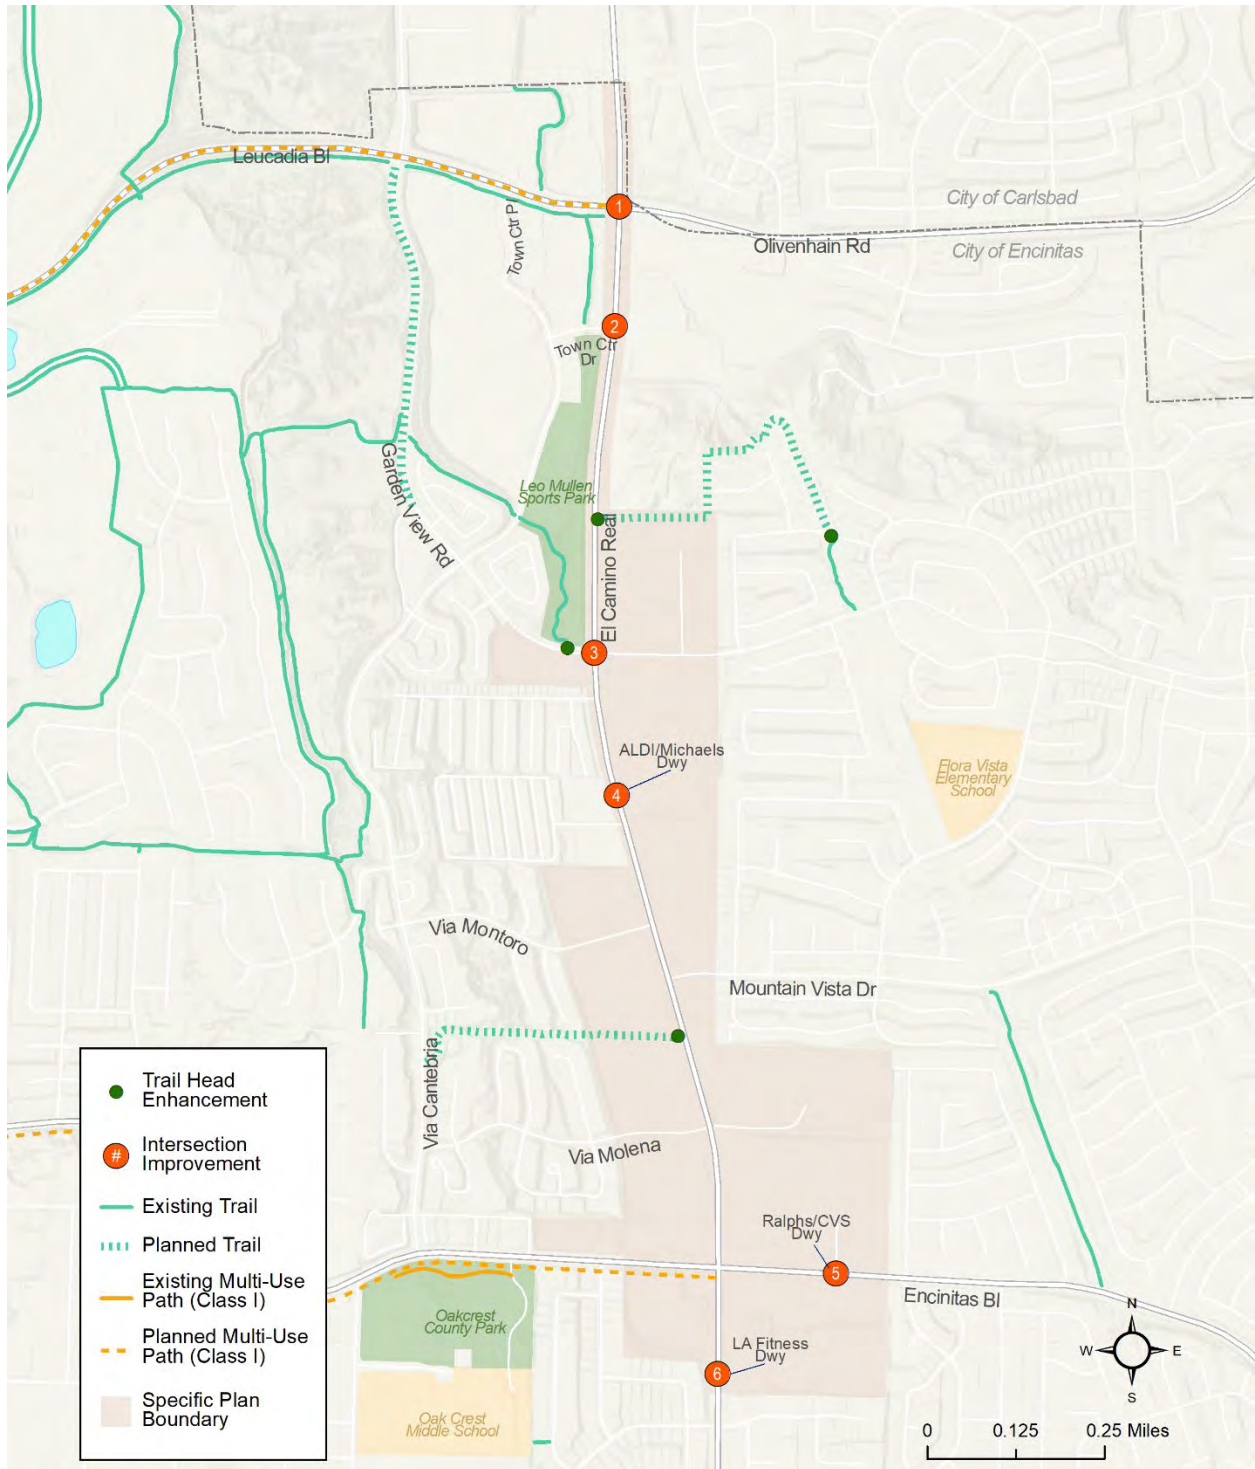 Leucadia Bl
City of Carlsbad
1
Town Ctr Pl
Olivenhain Rd
City of Encinitas
2
Town Ctr
Dr
Garden View Rd
Leo Mullen
Sports Park
El Camino Real
3
ALDI/Michaels
Dwy
4
Flora Vista
Elementary
School
Via Montoro
Mountain Vista Dr
Via Cantebria
Via Molena
Ralphs/CVS
Dwy
5
Encinitas Bl
Oakcrest
County Park
LA Fitness
Dwy
6
Oak Crest
Middle School
Trail Head
Enhancement
#
Intersection
Improvement
Existing Trail
Planned Trail
Existing Multi-Use
Path (Class I)
Planned Multi-Use
Path (Class I)
Specific Plan
Boundary
N
W
E
S
0
0.125
0.25 Miles